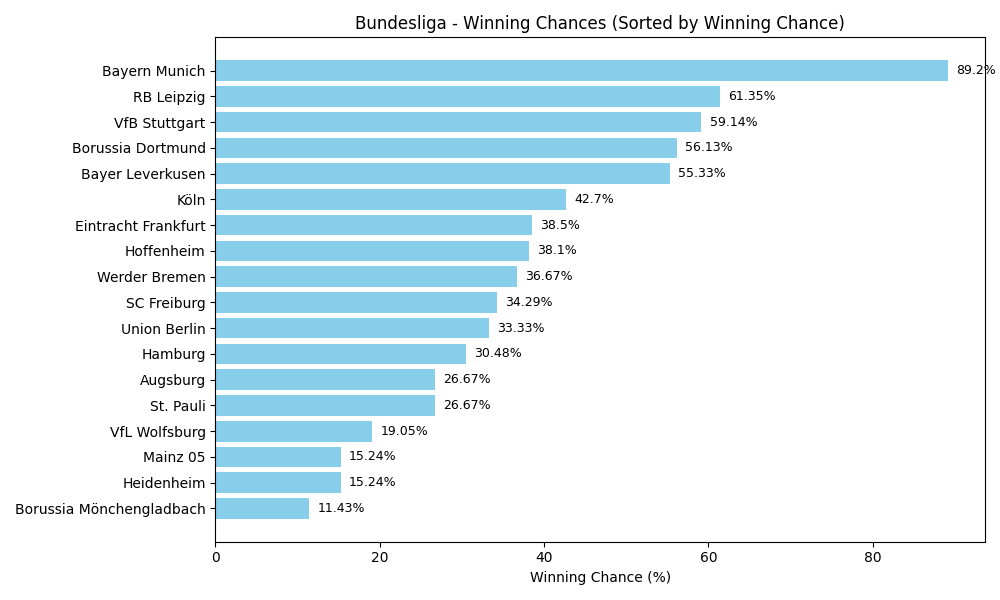 Bundesliga - Winning Chances (Sorted by Winning Chance)
Bayern Munich 89.2%
RB Leipzig 61.35%
VfB Stuttgart 59.14%
Borussia Dortmund 56.13%
Bayer Leverkusen 55.33%
Köln 42.7%
Eintracht Frankfurt 38.5%
Hoffenheim 38.1%
Werder Bremen 36.67%
SC Freiburg 34.29%
Union Berlin 33.33%
Hamburg 30.48%
Augsburg 26.67%
St. Pauli 26.67%
VfL Wolfsburg 19.05%
Mainz 05 15.24%
Heidenheim 15.24%
Borussia Mönchengladbach 11.43%
0 20 40 60 80
Winning Chance (%)